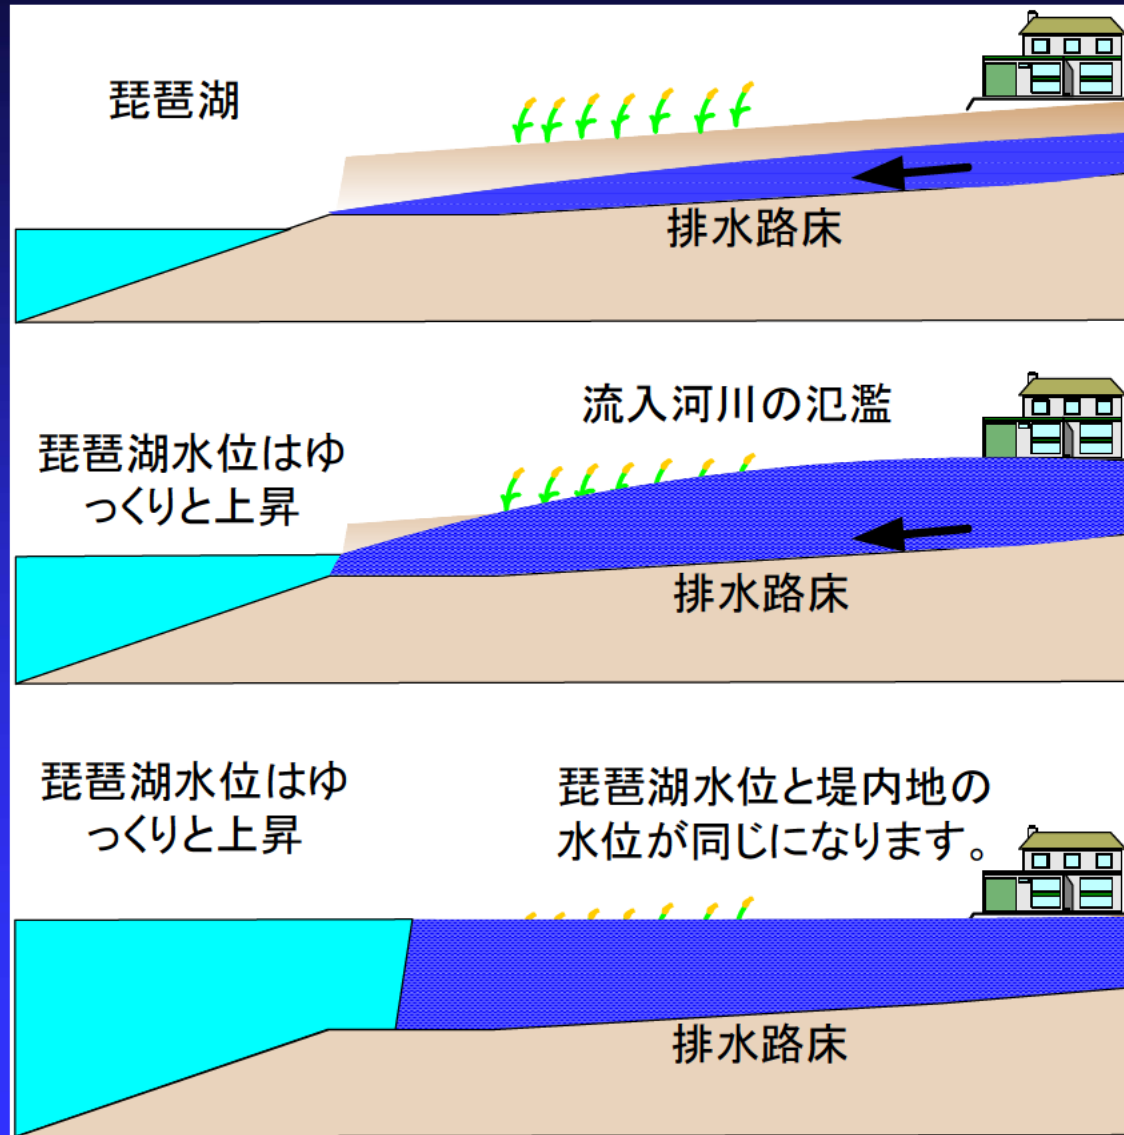 琵琶湖
排水路床
流入河川の氾濫
琵琶湖水位はゆ
っくりと上昇
排水路床
琵琶湖水位はゆ
っくりと上昇
琵琶湖水位と堤内地の
水位が同じになります。
排水路床